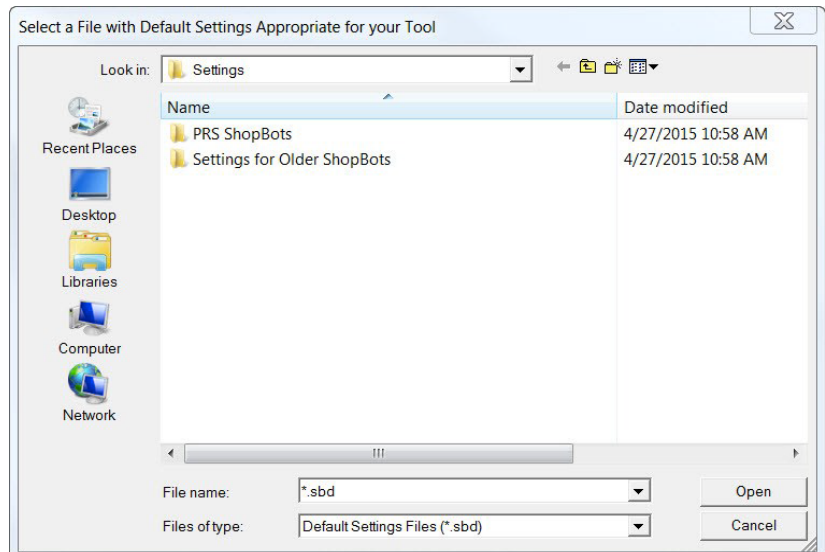 Select a File with Default Settings Appropriate for your Tool
Look in: Settings
Name Date modified
PRS ShopBots 4/27/2015 10:58 AM
Settings for Older ShopBots 4/27/2015 10:58 AM
Recent Places
Desktop
Libraries
Computer
Network
File name: *.sbd Open
Files of type: Default Settings Files (*.sbd) Cancel